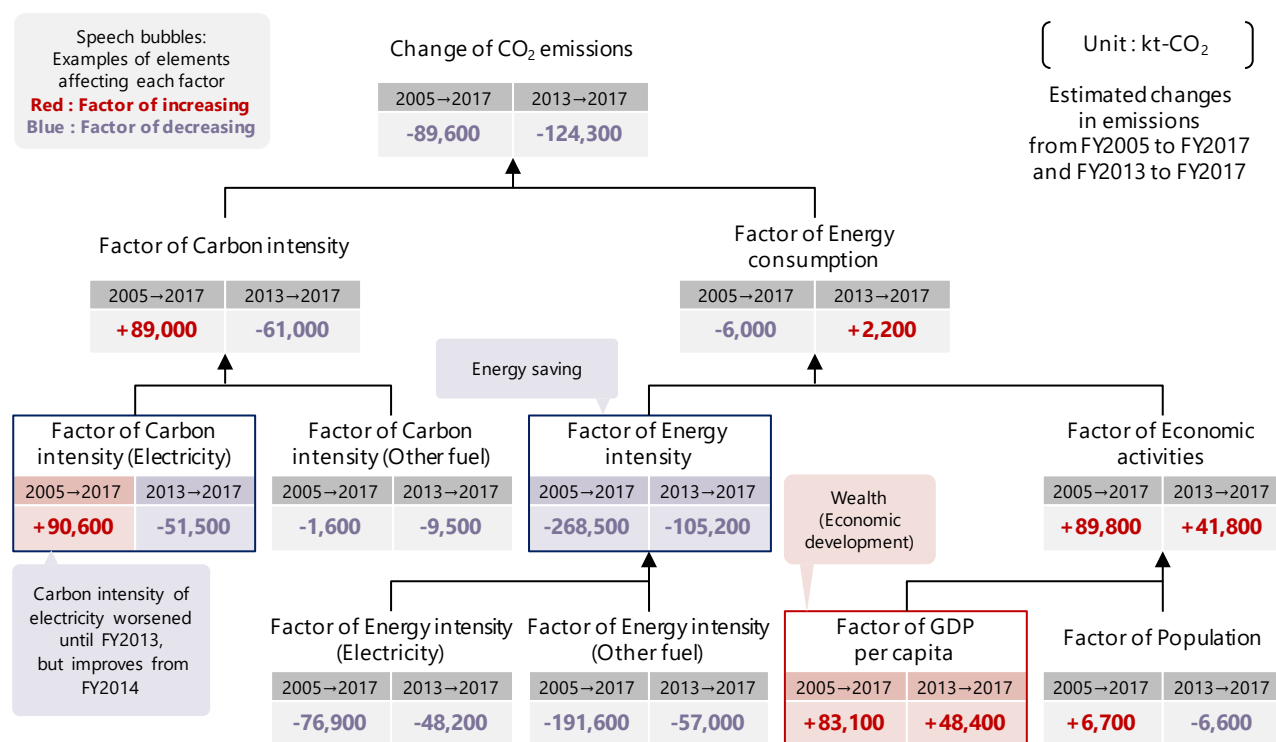 Speech bubbles:
Examples of elements
affecting each factor
Red : Factor of increasing
Blue : Factor of decreasing
Change of CO₂ emissions
2005→2017 2013→2017
-89,600 -124,300
Unit : kt-CO₂
Estimated changes
in emissions
from FY2005 to FY2017
and FY2013 to FY2017
Factor of Carbon intensity
2005→2017 2013→2017
+89,000 -61,000
Factor of Energy
consumption
2005→2017 2013→2017
-6,000 +2,200
Energy saving
Factor of Carbon
intensity (Electricity)
2005→2017 2013→2017
+90,600 -51,500
Factor of Carbon
intensity (Other fuel)
2005→2017 2013→2017
-1,600 -9,500
Factor of Energy
intensity
2005→2017 2013→2017
-268,500 -105,200
Wealth
(Economic
development)
Factor of Economic
activities
2005→2017 2013→2017
+89,800 +41,800
Carbon intensity of
electricity worsened
until FY2013,
but improves from
FY2014
Factor of Energy intensity
(Electricity)
2005→2017 2013→2017
-76,900 -48,200
Factor of Energy intensity
(Other fuel)
2005→2017 2013→2017
-191,600 -57,000
Factor of GDP
per capita
2005→2017 2013→2017
+83,100 +48,400
Factor of Population
2005→2017 2013→2017
+6,700 -6,600